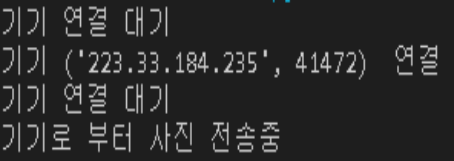 기기 연결 대기
기기 ('223.33.184.235', 41472) 연결
기기 연결 대기
기기로 부터 사진 전송중